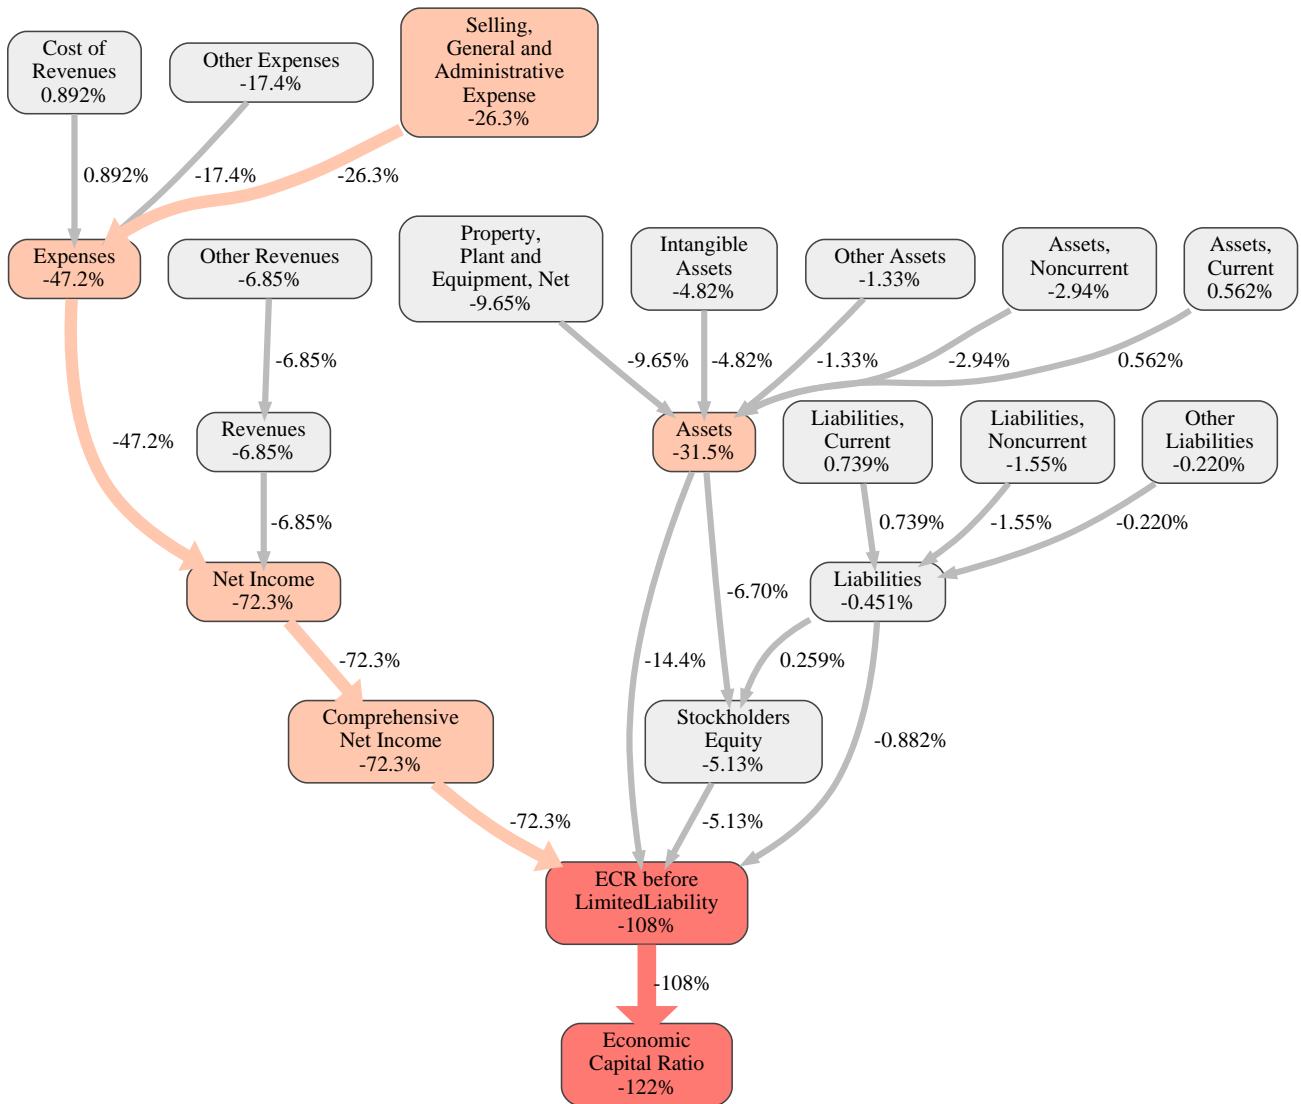 Cost of
Revenues
0.892%
Other Expenses
-17.4%
Selling,
General and
Administrative
Expense
-26.3%
0.892%
-17.4%
-26.3%
Expenses
-47.2%
Other Revenues
-6.85%
Property,
Plant and
Equipment, Net
-9.65%
Intangible
Assets
-4.82%
Other Assets
-1.33%
Assets,
Noncurrent
-2.94%
Assets,
Current
0.562%
-6.85%
-9.65%
-4.82%
-1.33%
-2.94%
0.562%
-47.2%
Revenues
-6.85%
Assets
-31.5%
Liabilities,
Current
0.739%
Liabilities,
Noncurrent
-1.55%
Other
Liabilities
-0.220%
-6.85%
0.739%
-1.55%
-0.220%
Net Income
-72.3%
-6.70%
Liabilities
-0.451%
-72.3%
-14.4%
0.259%
Comprehensive
Net Income
-72.3%
Stockholders
Equity
-5.13%
-0.882%
-72.3%
-5.13%
ECR before
LimitedLiability
-108%
-108%
Economic
Capital Ratio
-122%